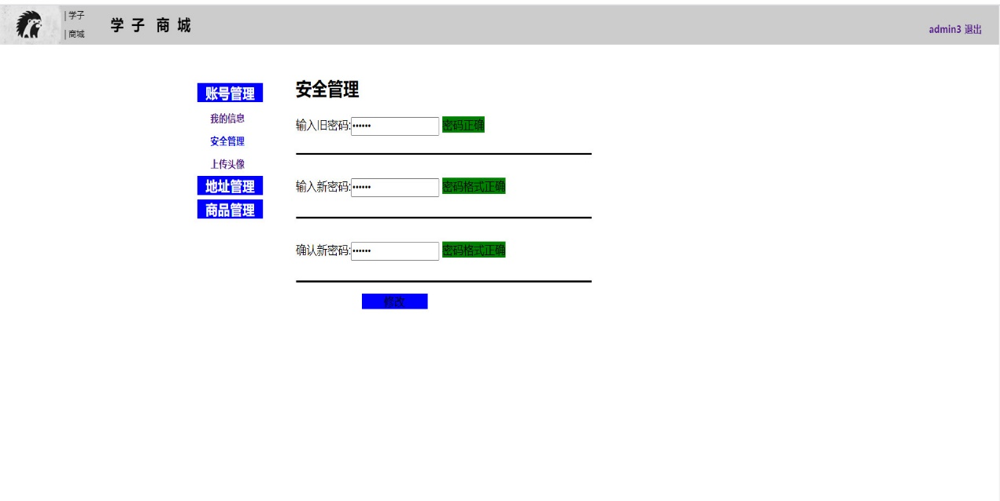 | 学子
| 商城
学 子 商 城
admin3 退出
账号管理
我的信息
安全管理
上传头像
地址管理
商品管理
安全管理
输入旧密码:•••••• 密码正确
输入新密码:•••••• 密码格式正确
确认新密码:•••••• 密码格式正确
修改